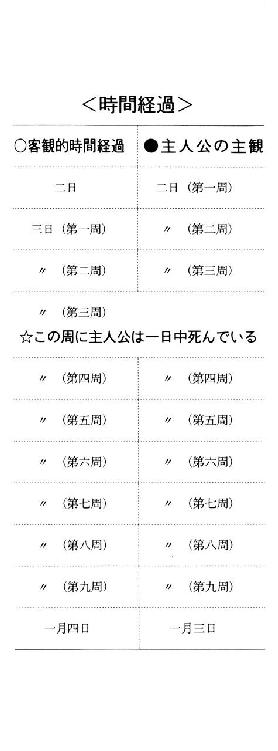 <時間経過>
○客観的時間経過 ●主人公の主観
二日 二日(第一周)
三日(第一周) 〃(第二周)
〃(第二周) 〃(第三周)
〃(第三周)
☆この周に主人公は一日中死んでいる
〃(第四周) 〃(第四周)
〃(第五周) 〃(第五周)
〃(第六周) 〃(第六周)
〃(第七周) 〃(第七周)
〃(第八周) 〃(第八周)
〃(第九周) 〃(第九周)
一月四日 一月三日